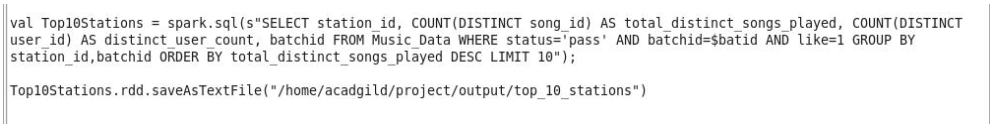 val Top10Stations = spark.sql(s"SELECT station_id, COUNT(DISTINCT song_id) AS total_distinct_songs_played, COUNT(DISTINCT
user_id) AS distinct_user_count, batchid FROM Music_Data WHERE status='pass' AND batchid=$batid AND like=1 GROUP BY
station_id,batchid ORDER BY total_distinct_songs_played DESC LIMIT 10");
Top10Stations.rdd.saveAsTextFile("/home/acadgild/project/output/top_10_stations")